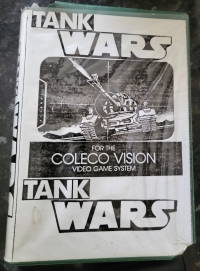 TANK
WARS
FOR THE
COLECO VISION
VIDEO GAME SYSTEM
TANK
WARS